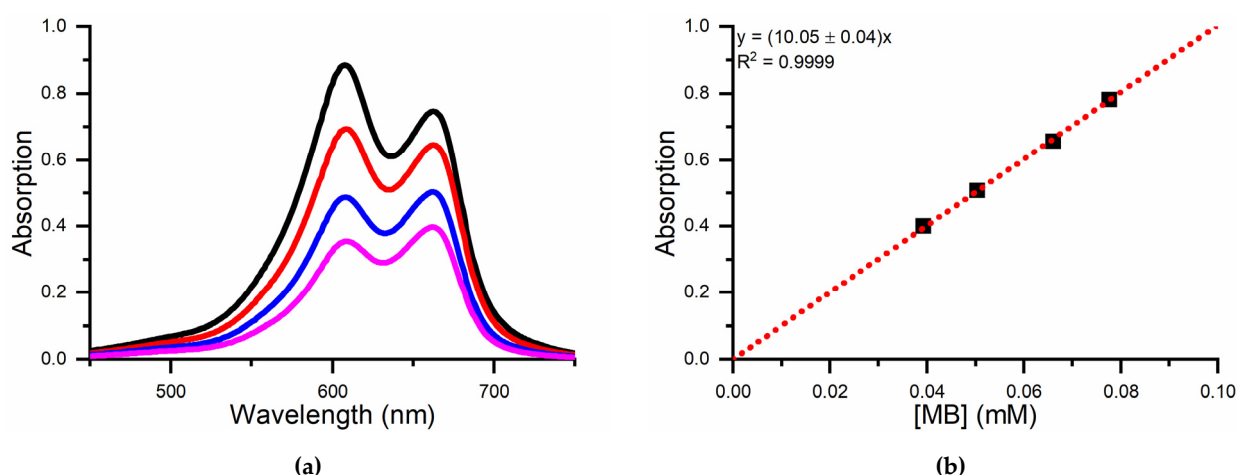 1.0
0.8
0.6
0.4
0.2
0.0
Absorption
500
600
700
Wavelength (nm)
(a)
y = (10.05 ± 0.04)x
R² = 0.9999
1.0
0.8
0.6
0.4
0.2
0.0
Absorption
0.00
0.02
0.04
0.06
0.08
0.10
[MB] (mM)
(b)